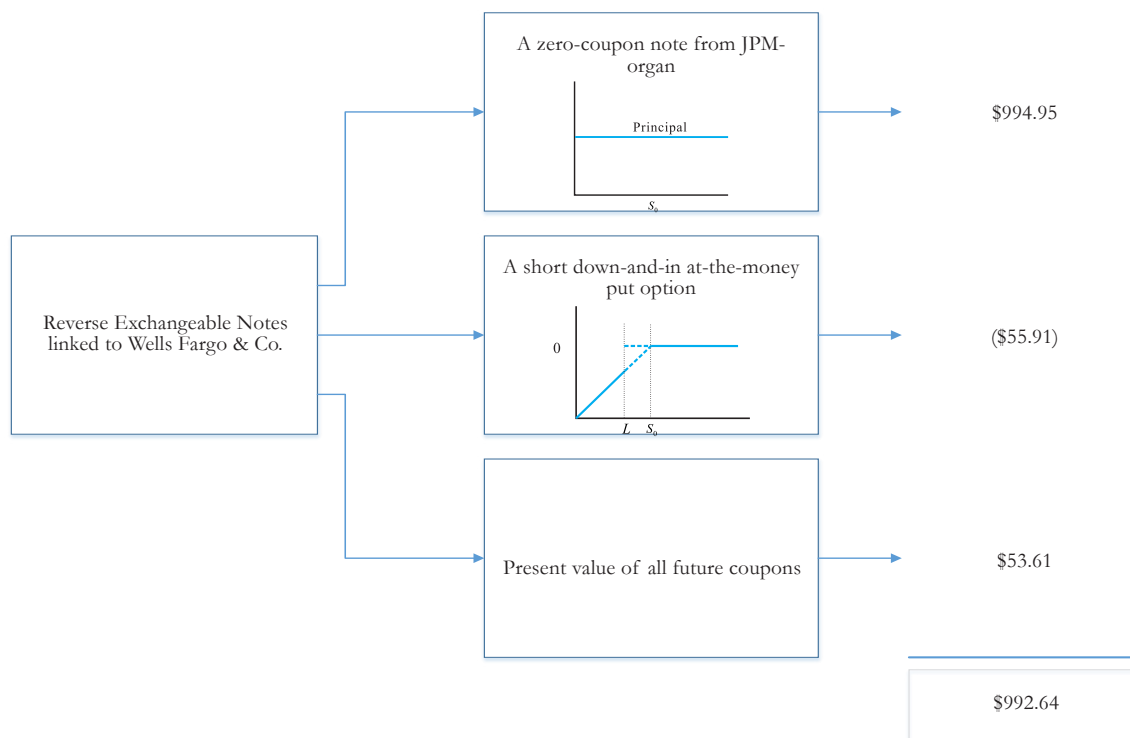 A zero-coupon note from JPM-
organ
Principal
S₀
$994.95
Reverse Exchangeable Notes
linked to Wells Fargo & Co.
A short down-and-in at-the-money
put option
0
L S₀
($55.91)
Present value of all future coupons
$53.61
$992.64